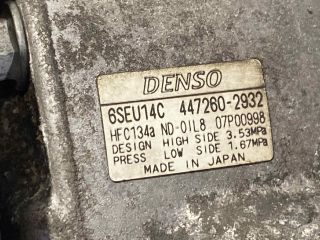 DENSO
6SEU14C 447260-2932
HFC134a ND-OIL8 07P00998
DESIGN HIGH SIDE 3.53MPa
PRESS LOW SIDE 1.67MPa
MADE IN JAPAN